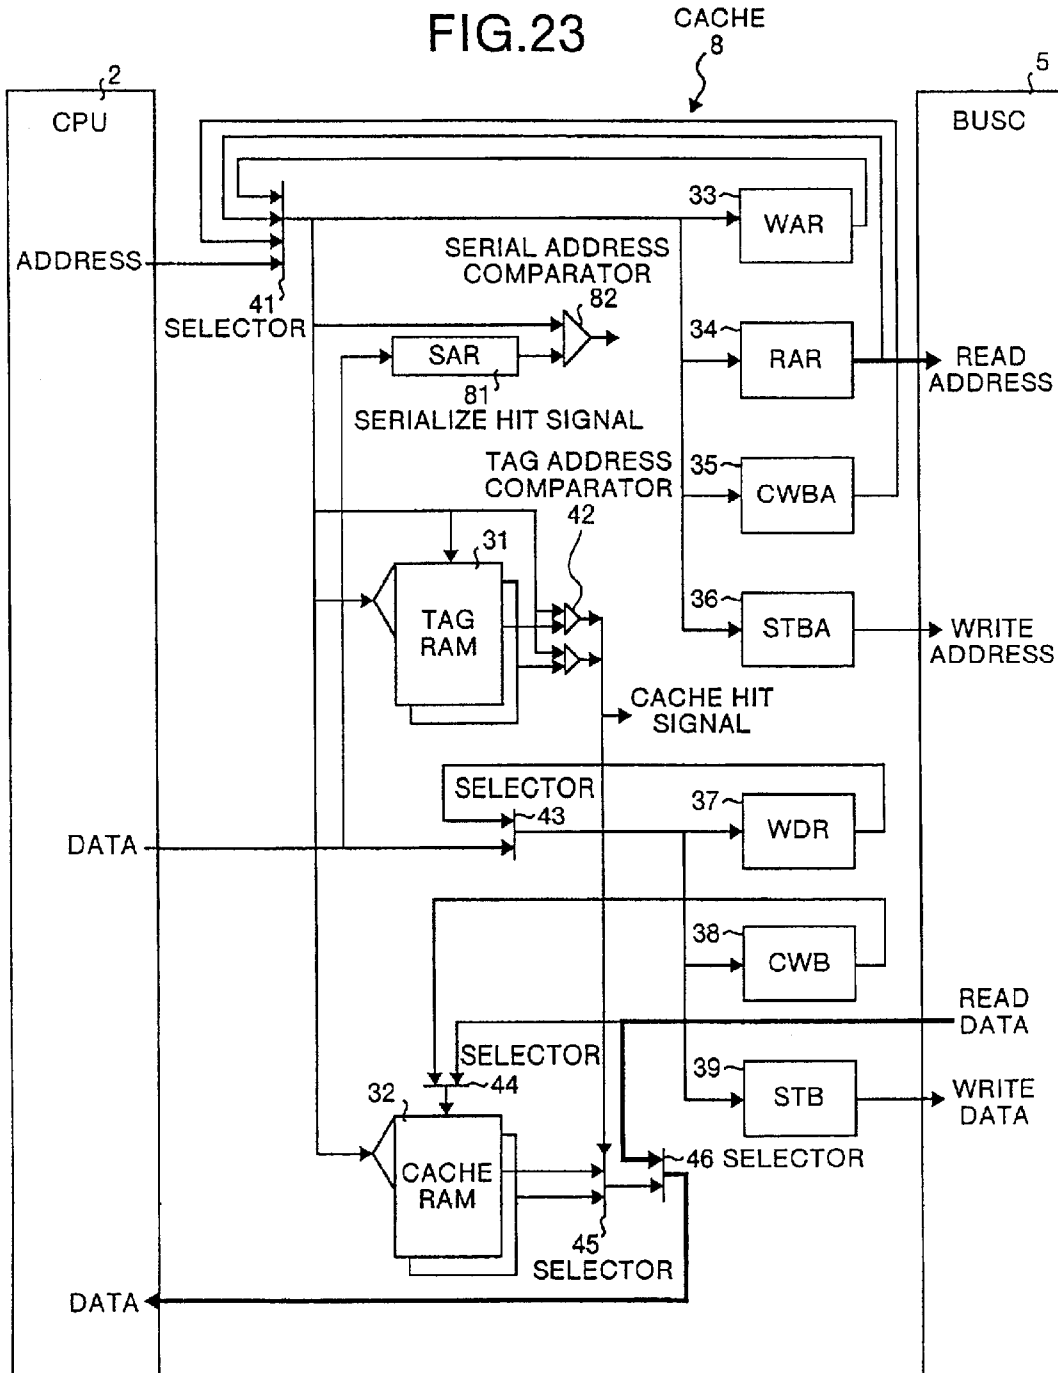 FIG.23
CACHE
8
2
CPU
5
BUSC
ADDRESS
41
SELECTOR
33
WAR
SERIAL ADDRESS
COMPARATOR
82
SAR
81
SERIALIZE HIT SIGNAL
34
RAR
READ
ADDRESS
TAG ADDRESS
COMPARATOR
42
35
CWBA
31
TAG
RAM
36
STBA
WRITE
ADDRESS
CACHE HIT
SIGNAL
SELECTOR
43
37
WDR
DATA
38
CWB
READ
DATA
SELECTOR
44
32
CACHE
RAM
39
STB
WRITE
DATA
46 SELECTOR
45
SELECTOR
DATA